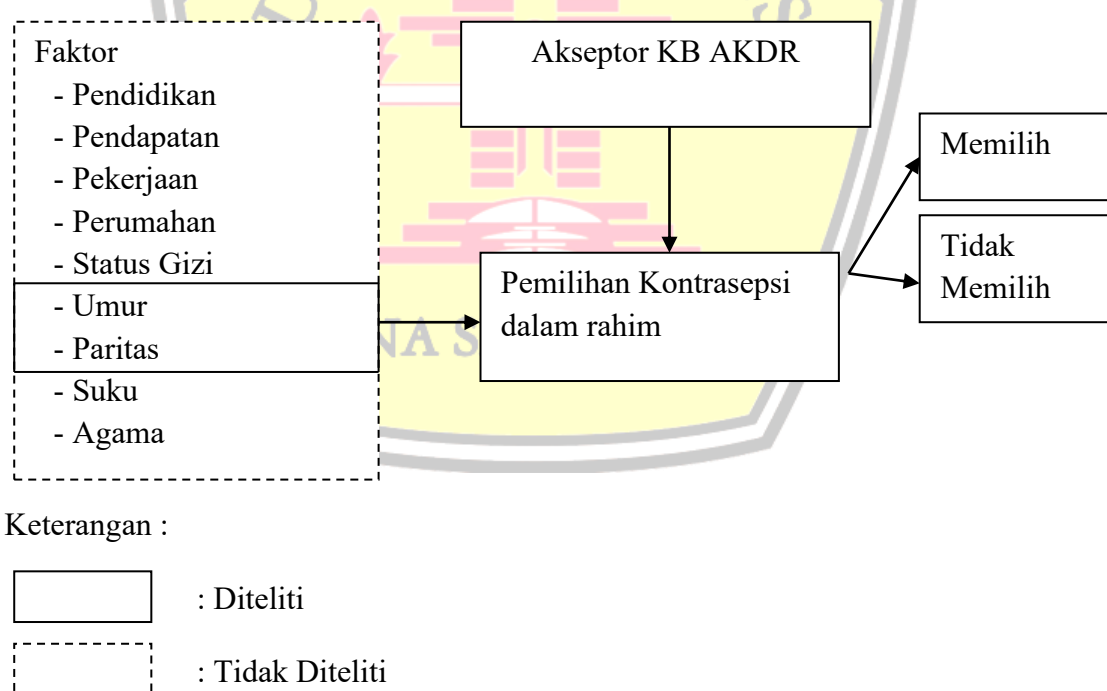 Faktor
- Pendidikan
- Pendapatan
- Pekerjaan
- Perumahan
- Status Gizi
- Umur
- Paritas
- Suku
- Agama
Akseptor KB AKDR
Pemilihan Kontrasepsi
dalam rahim
Memilih
Tidak
Memilih
Keterangan :
: Diteliti
: Tidak Diteliti